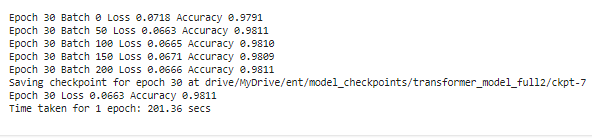 Epoch 30 Batch 0 Loss 0.0718 Accuracy 0.9791
Epoch 30 Batch 50 Loss 0.0663 Accuracy 0.9811
Epoch 30 Batch 100 Loss 0.0665 Accuracy 0.9810
Epoch 30 Batch 150 Loss 0.0671 Accuracy 0.9809
Epoch 30 Batch 200 Loss 0.0666 Accuracy 0.9811
Saving checkpoint for epoch 30 at drive/MyDrive/ent/model_checkpoints/transformer_model_full2/ckpt-7
Epoch 30 Loss 0.0663 Accuracy 0.9811
Time taken for 1 epoch: 201.36 secs